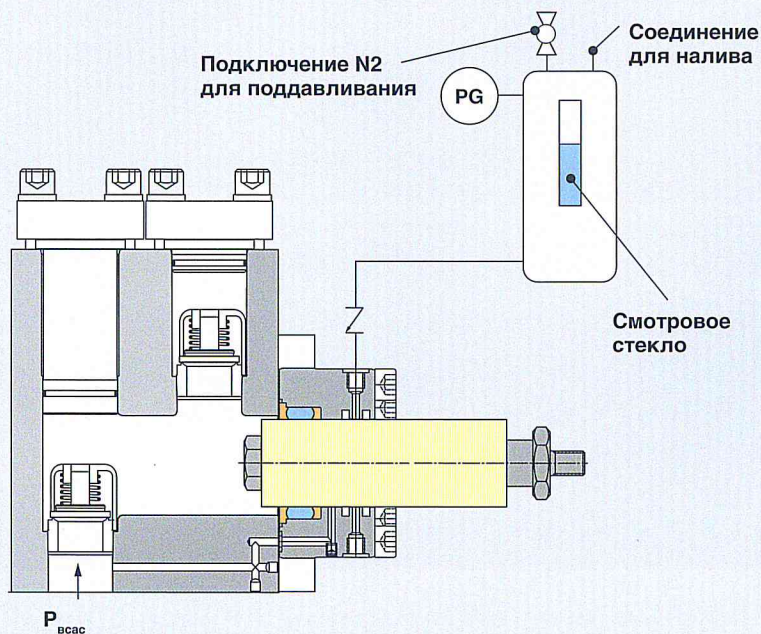 Подключение N2
для поддавливания
Соединение
для налива
PG
Смотровое
стекло
Pвсас